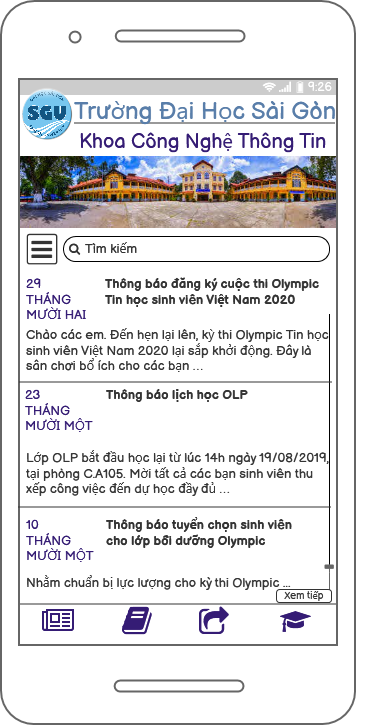 9:26
SGU
Trường Đại Học Sài Gòn
Khoa Công Nghệ Thông Tin
Tìm kiếm
29
THÁNG
MƯỜI HAI
Thông báo đăng ký cuộc thi Olympic
Tin học sinh viên Việt Nam 2020
Chào các em. Đến hẹn lại lên, kỳ thi Olympic Tin học
sinh viên Việt Nam 2020 lại sắp khởi động. Đây là
sân chơi bổ ích cho các bạn ...
23
THÁNG
MƯỜI MỘT
Thông báo lịch học OLP
Lớp OLP bắt đầu học lại từ lúc 14h ngày 19/08/2019,
tại phòng C.A105. Mời tất cả các bạn sinh viên thu
xếp công việc đến dự học đầy đủ ...
10
THÁNG
MƯỜI MỘT
Thông báo tuyển chọn sinh viên
cho lớp bồi dưỡng Olympic
Nhằm chuẩn bị lực lượng cho kỳ thi Olympic ...
Xem tiếp